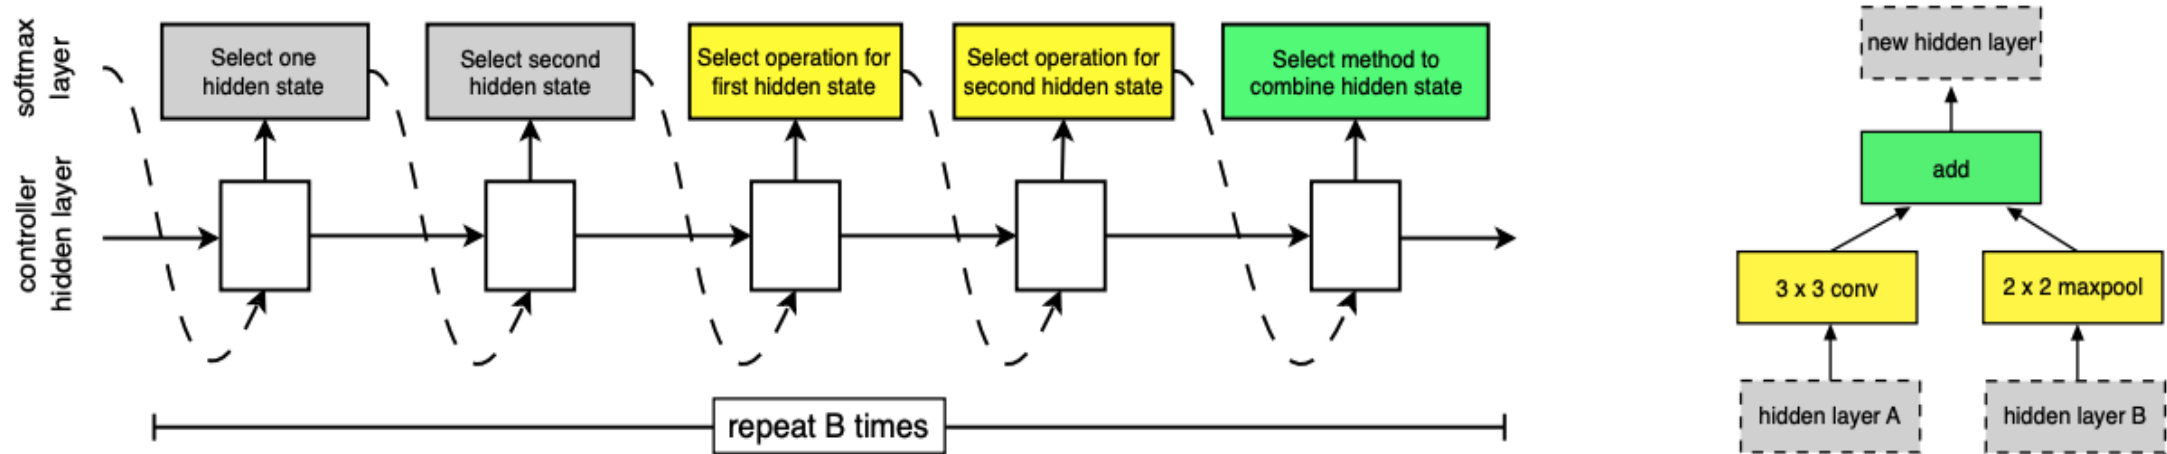 softmax
layer
controller
hidden layer
Select one
hidden state
Select second
hidden state
Select operation for
first hidden state
Select operation for
second hidden state
Select method to
combine hidden state
repeat B times
new hidden layer
add
3 x 3 conv
2 x 2 maxpool
hidden layer A
hidden layer B